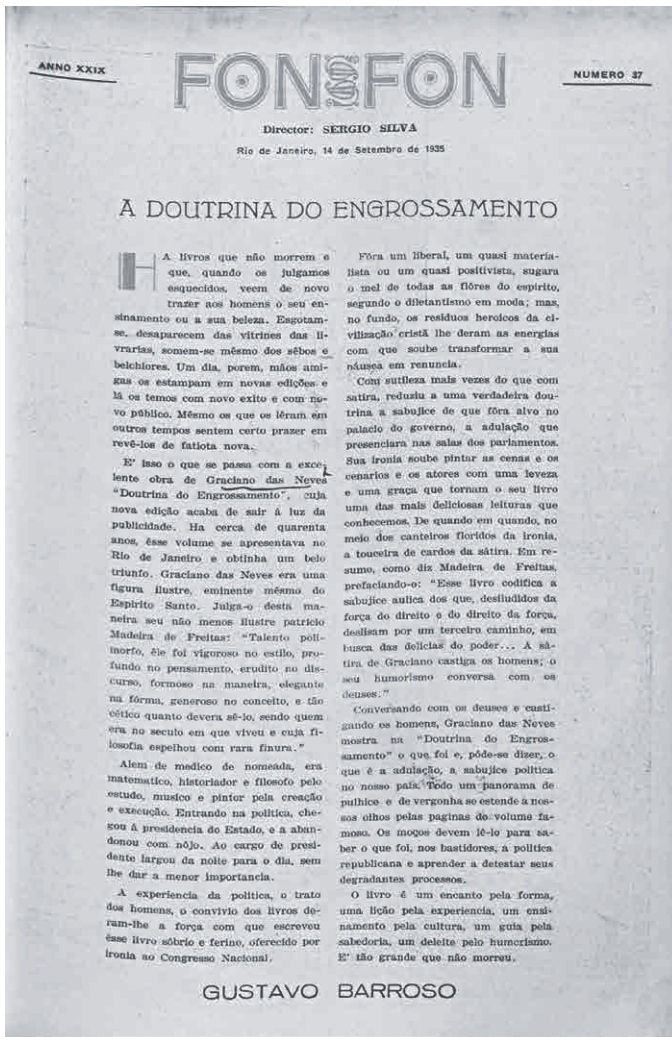 ANNO XXIX
FON FON
NUMERO 37
Director: SERGIO SILVA
Rio de Janeiro, 14 de Setembro de 1935
A DOUTRINA DO ENGROSSAMENTO
HA livros que não morrem e
que, quando os julgamos
esquecidos, veem de novo
trazer aos homens o seu en-
sinamento ou a sua beleza. Esgotam-
se, desaparecem das vitrines das li-
vrarias, somem-se mêsmo dos sêbos e
belchiores. Um dia, porem, mãos ami-
gas os estampam em novas edições e
lá os temos com novo exito e com no-
vo público. Mêsmo os que os lêram em
outros tempos sentem certo prazer em
revê-los de fatiota nova.
E' isso o que se passa com a exce-
lente obra de Graciano das Neves
"Doutrina do Engrossamento", cuja
nova edição acaba de sair á luz da
publicidade. Ha cerca de quarenta
anos, êsse volume se apresentava no
Rio de Janeiro e obtinha um belo
triunfo. Graciano das Neves era uma
figura ilustre, eminente mêsmo do
Espirito Santo. Julga-o desta ma-
neira seu não menos ilustre patricio
Madeira de Freitas: "Talento poli-
morfo, êle foi vigoroso no estilo, pro-
fundo no pensamento, erudito no dis-
curso, formoso na maneira, elegante
na fórma, generoso no conceito, e tão
cético quanto devera sê-lo, sendo quem
era no seculo em que viveu e cuja fi-
losofia espelhou com rara finura."
Alem de medico de nomeada, era
matematico, historiador e filosofo pelo
estudo, musico e pintor pela creação
e execução. Entrando na politica, che-
gou á presidencia do Estado, e a aban-
donou com nôjo. Ao cargo de presi-
dente largou da noite para o dia, sem
lhe dar a menor importancia.
A experiencia da politica, o trato
dos homens, o convivio dos livros de-
ram-lhe a força com que escreveu
êsse livro sôbrio e ferino, oferecido por
ironia ao Congresso Nacional.
Fôra um liberal, um quasi materia-
lista ou um quasi positivista, sugara
o mel de todas as flôres do espirito,
segundo o diletantismo em moda; mas,
no fundo, os residuos heroicos da ci-
vilização cristã lhe deram as energias
com que soube transformar a sua
náusea em renuncia.
Com sutileza mais vezes do que com
satira, reduziu a uma verdadeira dou-
trina a sabujice de que fôra alvo no
palacio do governo, a adulação que
presenciara nas salas dos parlamentos.
Sua ironia soube pintar as cenas e os
cenarios e os atores com uma leveza
e uma graça que tornam o seu livro
uma das mais deliciosas leituras que
conhecemos. De quando em quando, no
meio dos canteiros floridos da ironia,
a touceira de cardos da sátira. Em re-
sumo, como diz Madeira de Freitas,
prefaciando-o: "Esse livro codifica a
sabujice aulica dos que, desiludidos da
força do direito e do direito da força,
deslisam por um terceiro caminho, em
busca das delicias do poder... A sá-
tira de Graciano castiga os homens; o
seu humorismo conversa com os
deuses."
Conversando com os deuses e casti-
gando os homens, Graciano das Neves
mostra na "Doutrina do Engros-
samento" o que foi e, póde-se dizer, o
que é a adulação, a sabujice politica
no nosso país. Todo um panorama de
pulhice e de vergonha se estende a nos-
sos olhos pelas paginas do volume fa-
moso. Os moços devem lê-lo para sa-
ber o que foi, nos bastidores, a politica
republicana e aprender a detestar seus
degradantes processos.
O livro é um encanto pela forma,
uma lição pela experiencia, um ensi-
namento pela cultura, um guia pela
sabedoria, um deleite pelo humorismo.
E' tão grande que não morreu.
GUSTAVO BARROSO